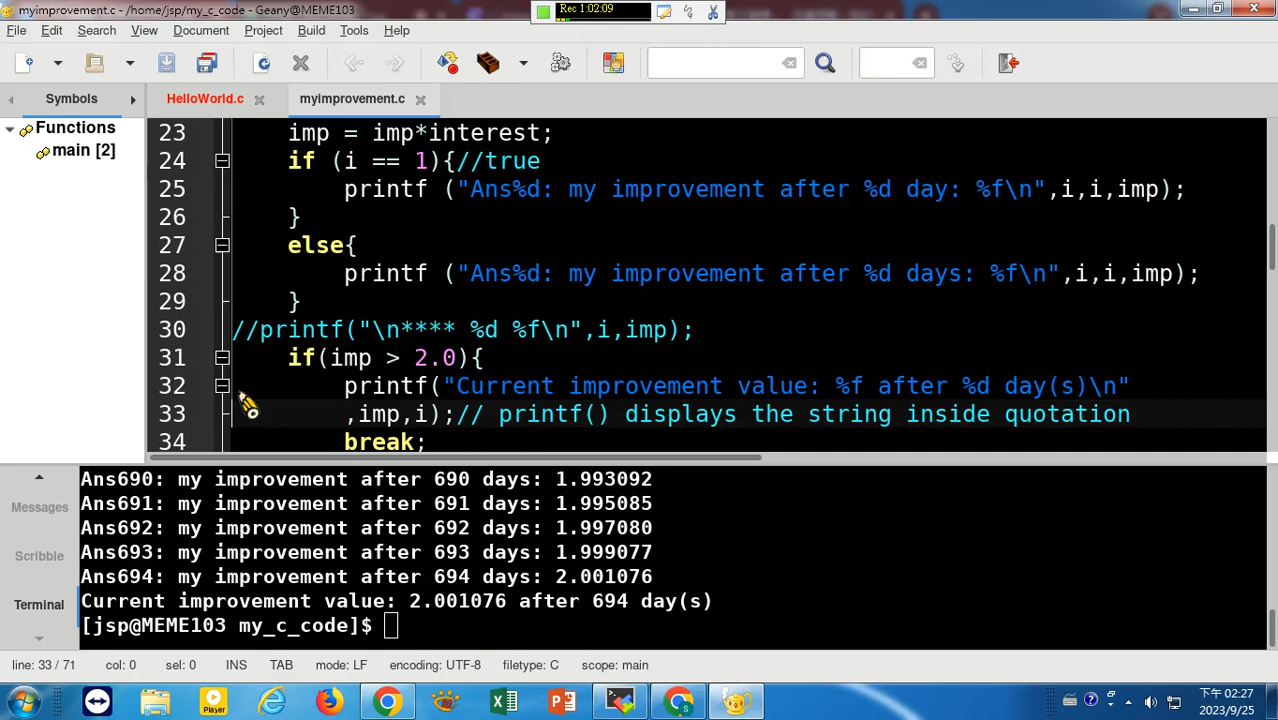 myimprovement.c - /home/jsp/my_c_code - Geany@MEME103
Rec 1:02:09
File Edit Search View Document Project Build Tools Help
Symbols
HelloWorld.c
myimprovement.c
Functions
main [2]
23 imp = imp*interest;
24 if (i == 1){//true
25 printf ("Ans%d: my improvement after %d day: %f\n",i,i,imp);
26 }
27 else{
28 printf ("Ans%d: my improvement after %d days: %f\n",i,i,imp);
29 }
30 //printf("\n**** %d %f\n",i,imp);
31 if(imp > 2.0){
32 printf("Current improvement value: %f after %d day(s)\n"
33 ,imp,i);// printf() displays the string inside quotation
34 break;
Messages
Scribble
Terminal
Ans690: my improvement after 690 days: 1.993092
Ans691: my improvement after 691 days: 1.995085
Ans692: my improvement after 692 days: 1.997080
Ans693: my improvement after 693 days: 1.999077
Ans694: my improvement after 694 days: 2.001076
Current improvement value: 2.001076 after 694 day(s)
[jsp@MEME103 my_c_code]$
line: 33 / 71 col: 0 sel: 0 INS TAB mode: LF encoding: UTF-8 filetype: C scope: main
Player
下午 02:27
2023/9/25